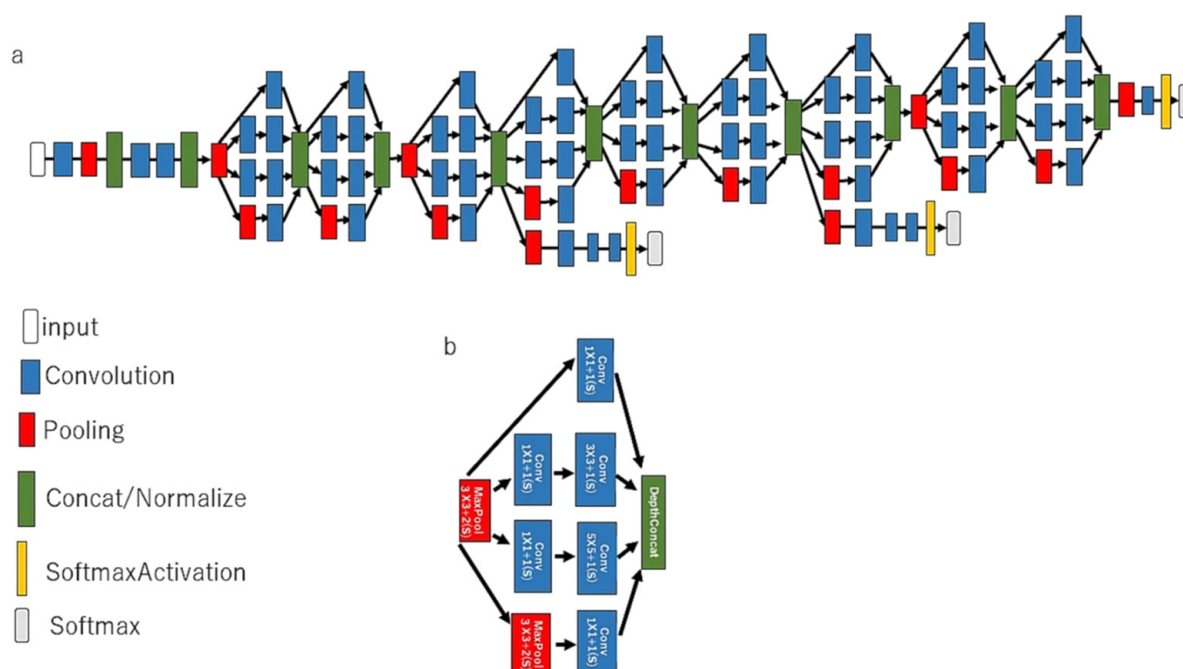 a
input
Convolution
Pooling
Concat/Normalize
SoftmaxActivation
Softmax
b
Conv
1X1+1(S)
Conv
1X1+1(S)
Conv
3X3+1(S)
MaxPool
3X3+2(S)
DepthConcat
Conv
1X1+1(S)
Conv
5X5+1(S)
MaxPool
3X3+2(S)
Conv
1X1+1(S)